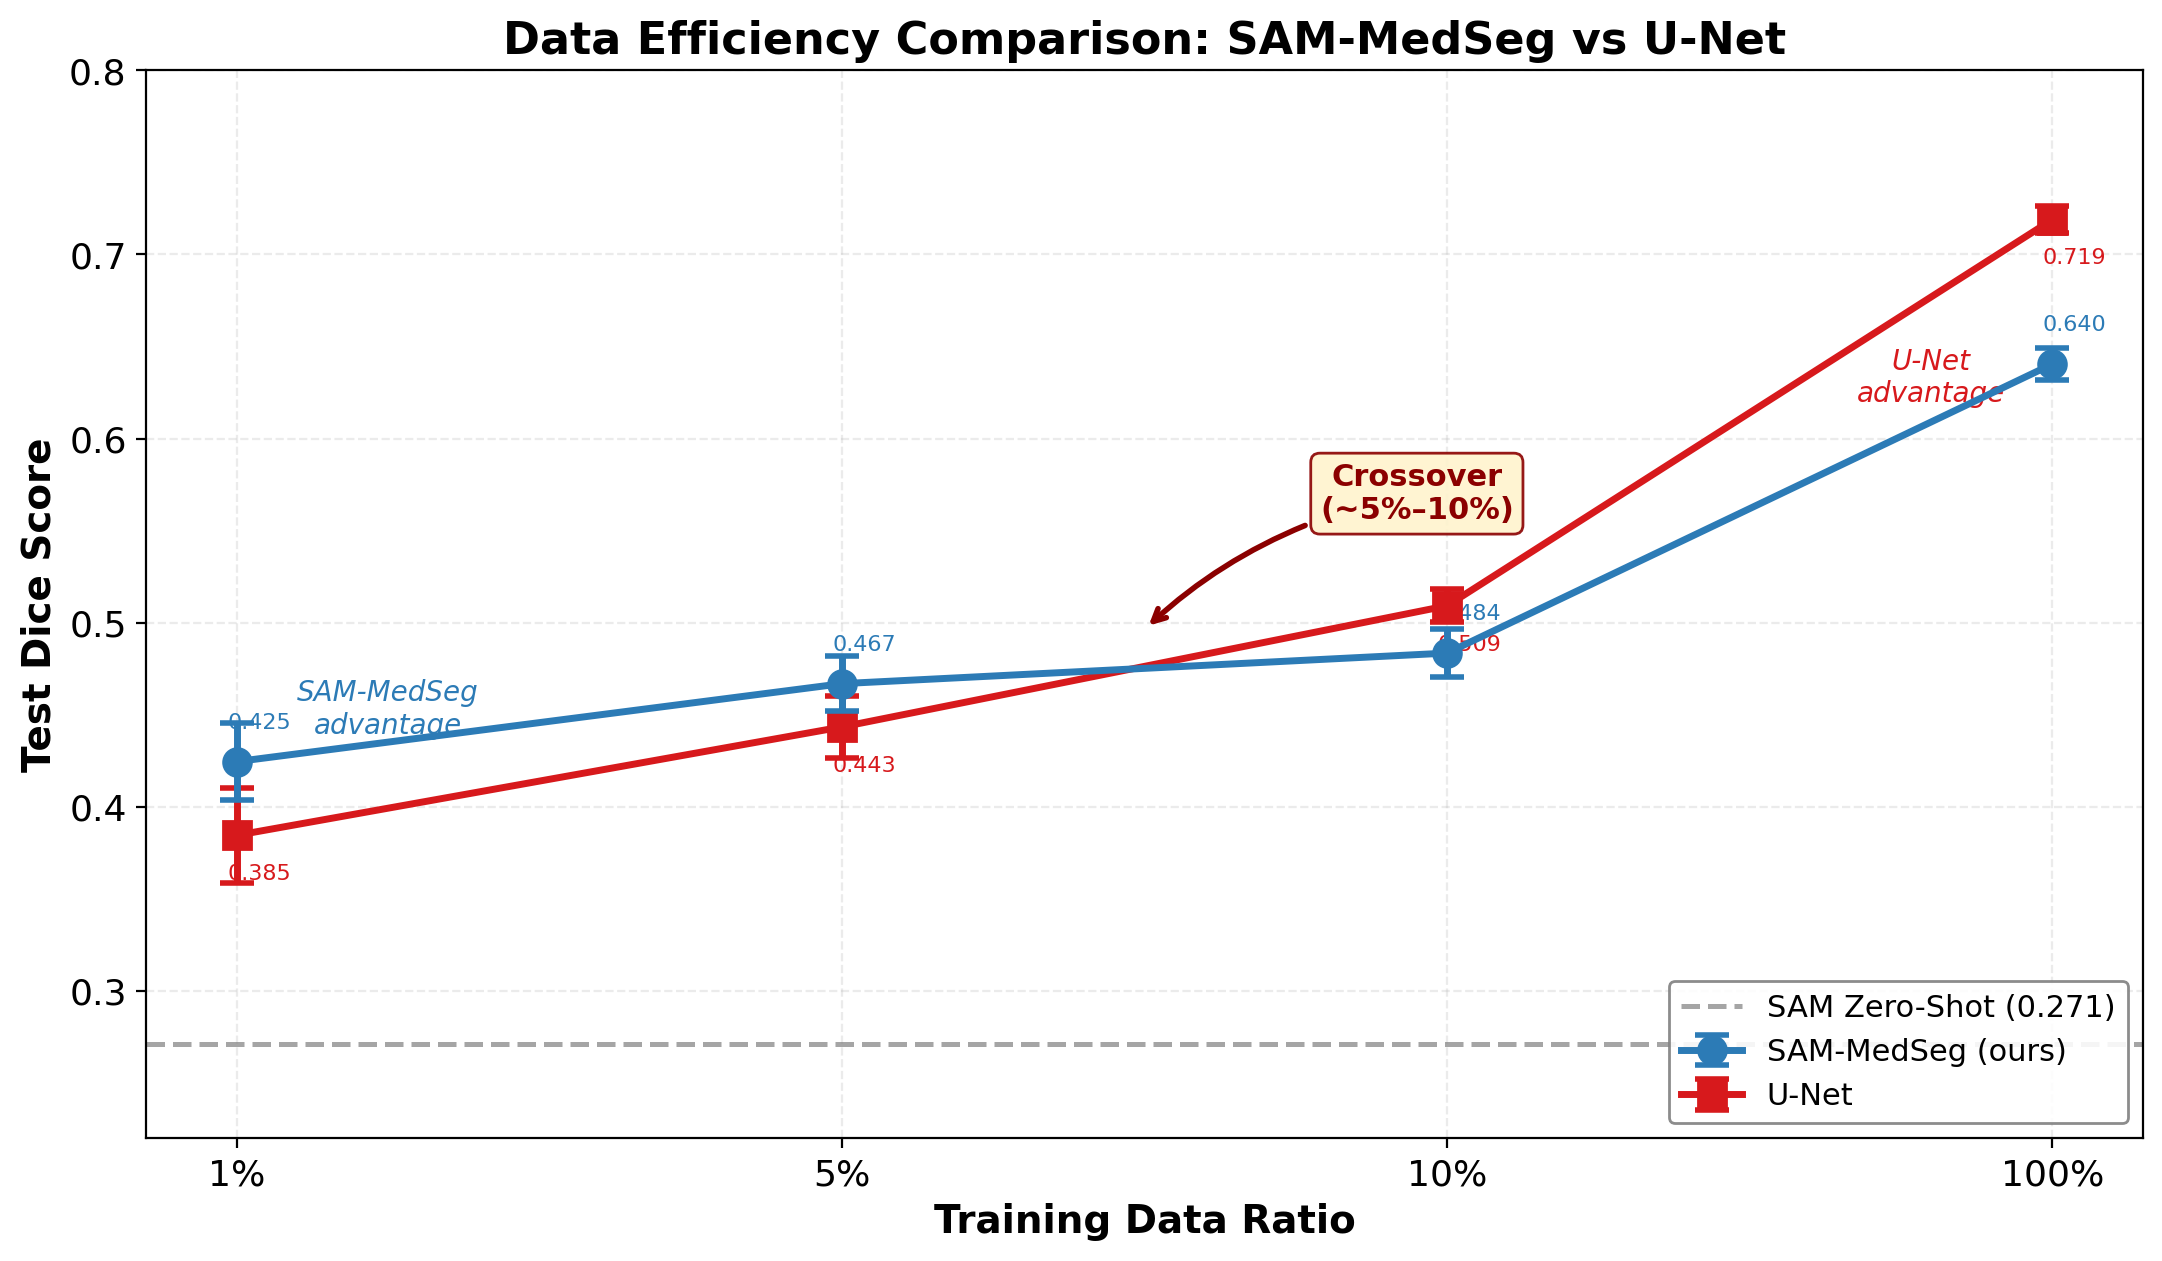 Data Efficiency Comparison: SAM-MedSeg vs U-Net
Test Dice Score
0.8
0.7
0.6
0.5
0.4
0.3
0.719
0.640
U-Net
advantage
Crossover
(~5%–10%)
.484
.509
0.467
0.443
SAM-MedSeg
advantage
0.425
0.385
SAM Zero-Shot (0.271)
SAM-MedSeg (ours)
U-Net
1%
5%
10%
100%
Training Data Ratio